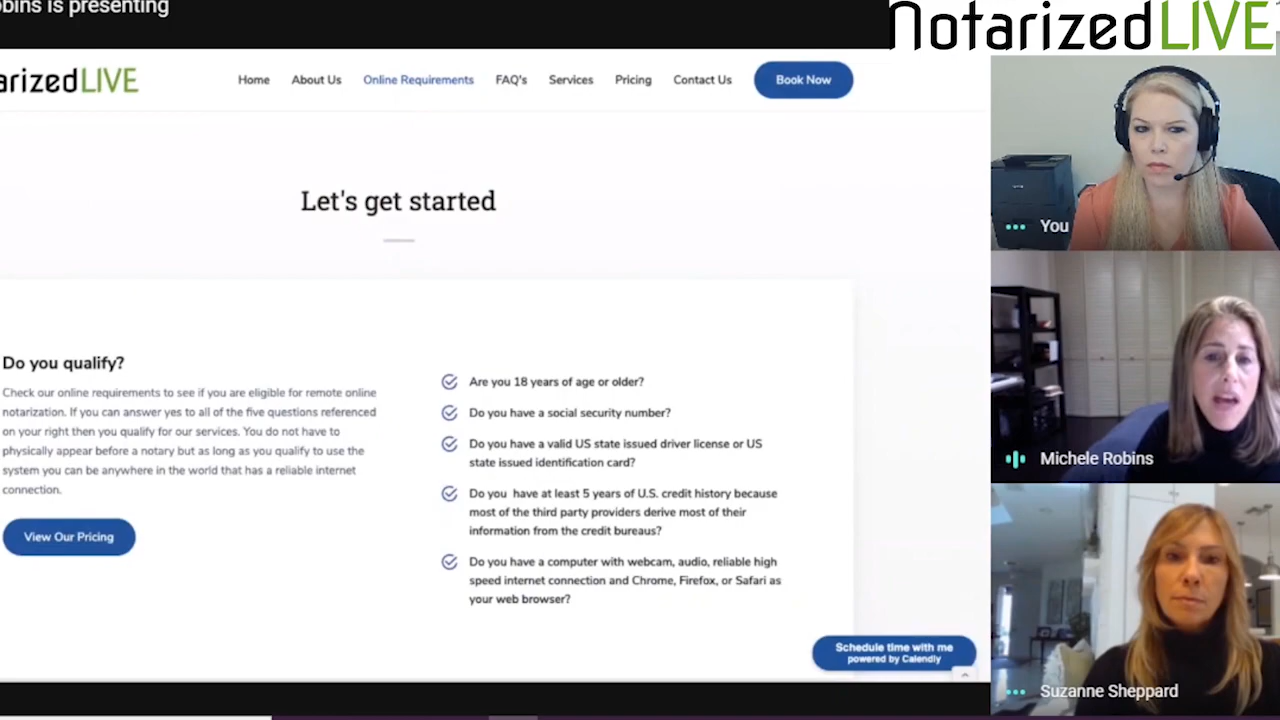 obins is presenting
NotarizedLIVE
arizedLIVE
Home
About Us
Online Requirements
FAQ's
Services
Pricing
Contact Us
Book Now
Let's get started
Do you qualify?
Check our online requirements to see if you are eligible for remote online
notarization. If you can answer yes to all of the five questions referenced
on your right then you qualify for our services. You do not have to
physically appear before a notary but as long as you qualify to use the
system you can be anywhere in the world that has a reliable internet
connection.
View Our Pricing
Are you 18 years of age or older?
Do you have a social security number?
Do you have a valid US state issued driver license or US
state issued identification card?
Do you have at least 5 years of U.S. credit history because
most of the third party providers derive most of their
information from the credit bureaus?
Do you have a computer with webcam, audio, reliable high
speed internet connection and Chrome, Firefox, or Safari as
your web browser?
Schedule time with me
powered by Calendly
You
Michele Robins
Suzanne Sheppard